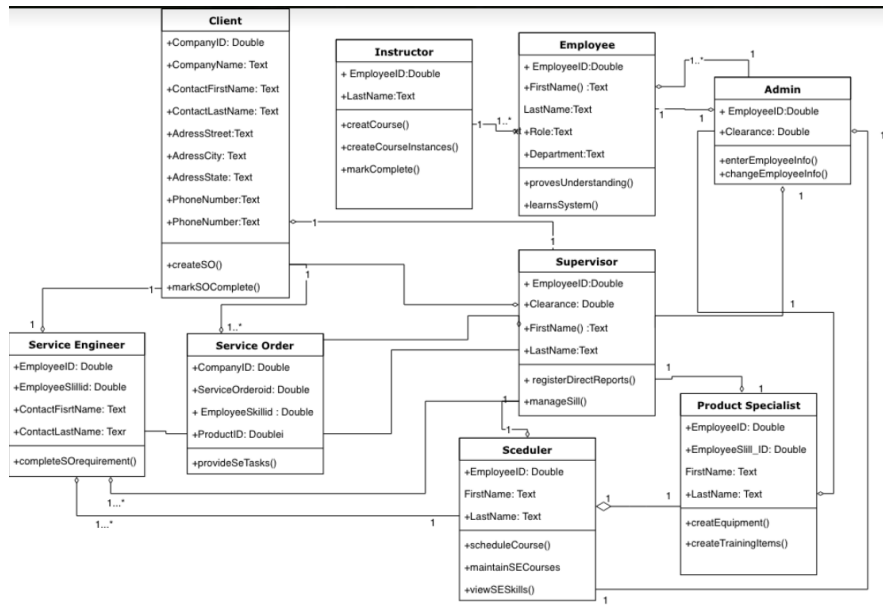 Client
+CompanyID: Double
+CompanyName: Text
+ContactFirstName: Text
+ContactLastName: Text
+AdressStreet:Text
+AdressCity: Text
+AdressState: Text
+PhoneNumber:Text
+PhoneNumber:Text
+createSO()
+markSOComplete()
Instructor
+ EmployeeID:Double
+LastName:Text
+creatCourse()
+createCourseInstances()
+markComplete()
1
1..*
Employee
+ EmployeeID:Double
+FirstName() :Text
LastName:Text
+Role:Text
+Department:Text
+provesUnderstanding()
+learnsSystem()
1..*
1
1
1
Admin
+ EmployeeID:Double
+Clearance: Double
+enterEmployeeInfo()
+changeEmployeeInfo()
1
1
1
1
1
1
1
1..*
Supervisor
+ EmployeeID:Double
+Clearance: Double
+FirstName() :Text
+LastName:Text
+ registerDirectReports()
+manageSill()
1
1
Service Engineer
+EmployeeID: Double
+EmployeeSlillid: Double
+ContactFisrtName: Text
+ContactLastName: Texr
+completeSOrequirement()
Service Order
+CompanyID: Double
+ServiceOrderoid: Double
+ EmployeeSkillid : Double
+ProductID: Doublei
+provideSeTasks()
1
1
1
1
1...*
1...*
1
Sceduler
+EmployeeID: Double
FirstName: Text
+LastName: Text
+scheduleCourse()
+maintainSECourses
+viewSESkills()
1
1
1
Product Specialist
+EmployeeID: Double
+EmployeeSlill_ID: Double
FirstName: Text
+LastName: Text
+creatEquipment()
+createTrainingItems()